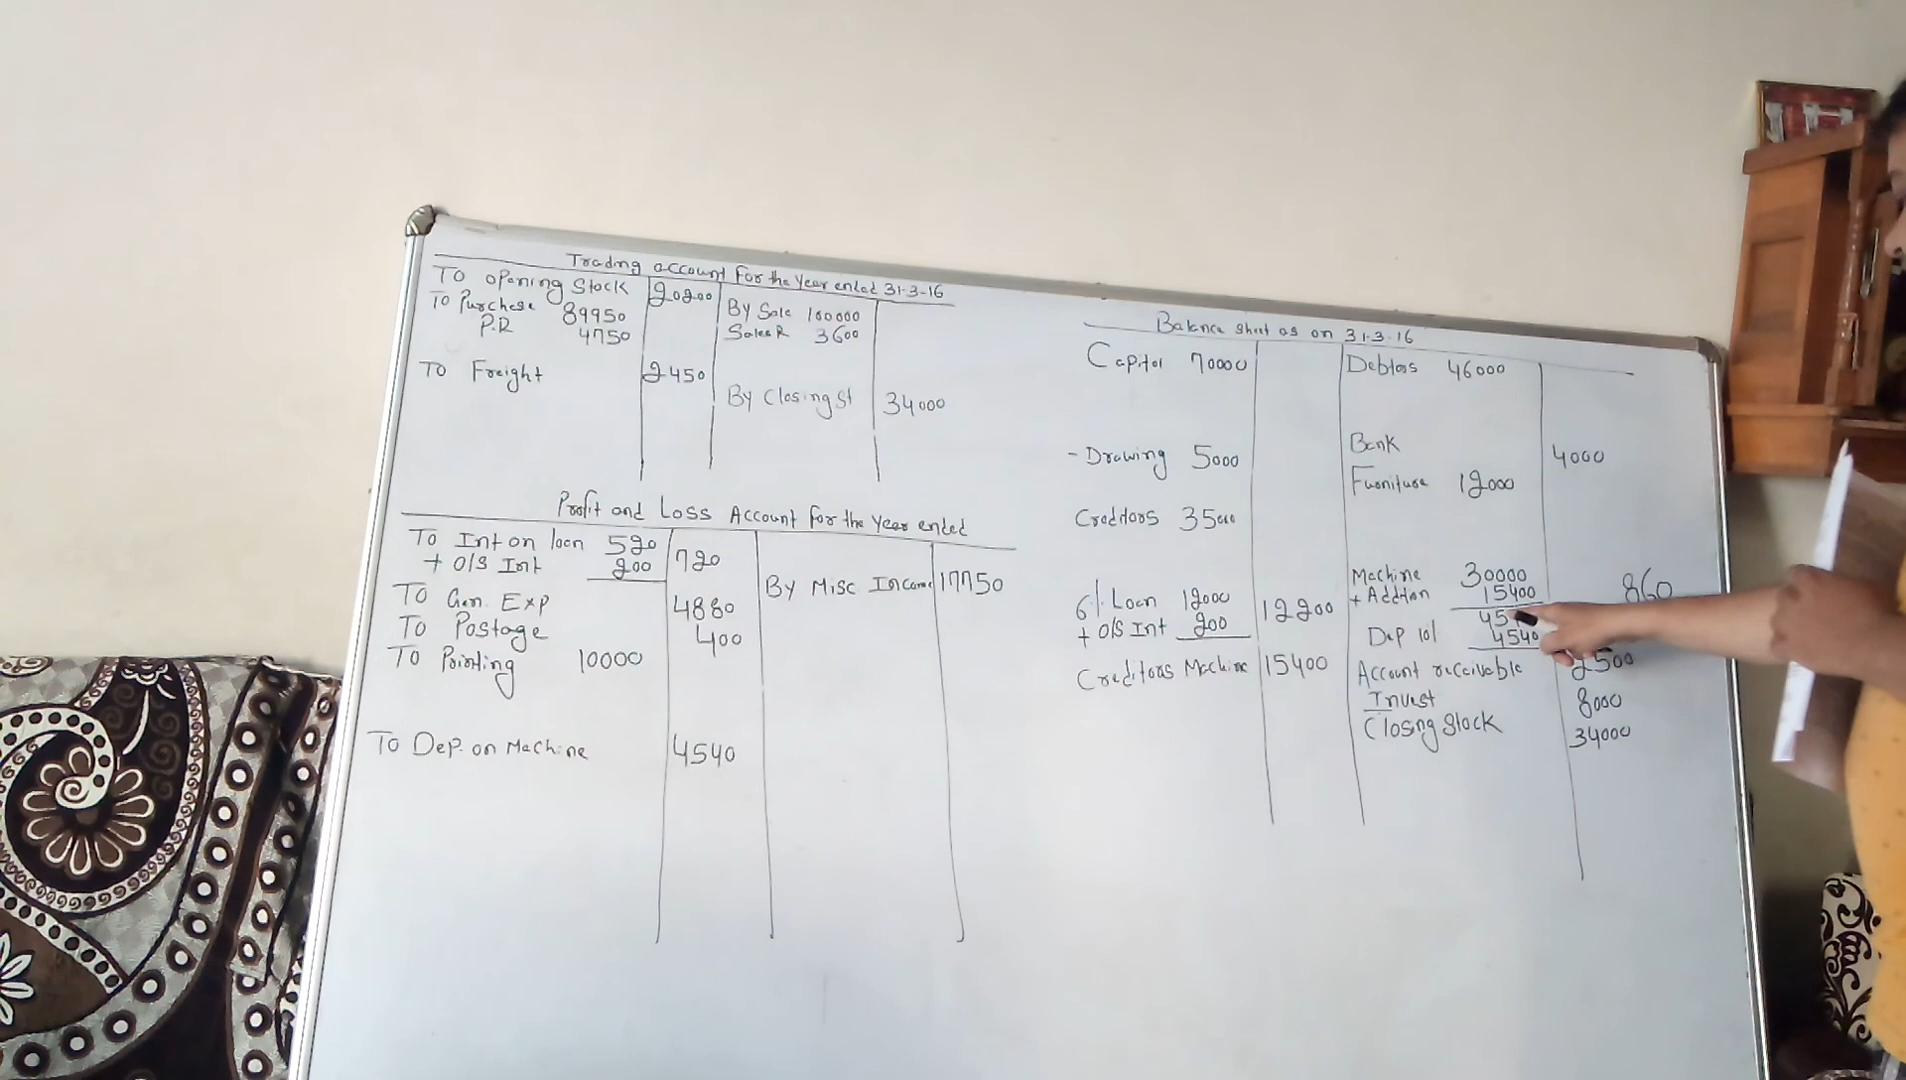 Trading account for the year ended 31-3-16
To opening Stock 20200
To Purchase 89950
P.R 4750
To Freight 2450
By Sale 100000
Sales R 3600
By Closing St 34000
Profit and Loss Account for the year ended
To Int on loan 520
+ O/S Int 200 720
To Gen. Exp 4880
To Postage 400
To Printing 10000
To Dep. on Machine 4540
By Misc Income 17750
Balance sheet as on 31-3-16
Capital 70000
- Drawing 5000
Creditors 35000
6% Loan 12000
+ O/S Int 200 12200
Creditors Machine 15400
Debtors 46000
Bank 4000
Furniture 12000
Machine 30000
+ Addition 15400
Dep 10% 4540
860
Account receivable 2500
Invest 8000
Closing Stock 34000